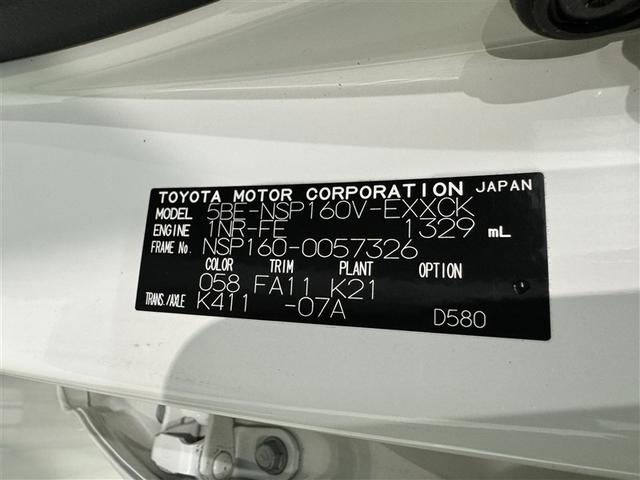 TOYOTA MOTOR CORPORATION JAPAN
MODEL 5BE-NSP160V-EXXCK
ENGINE 1NR-FE 1329 mL
FRAME No. NSP160-0057326
COLOR TRIM PLANT OPTION
058 FA11 K21
TRANS./AXLE K411 -07A D580